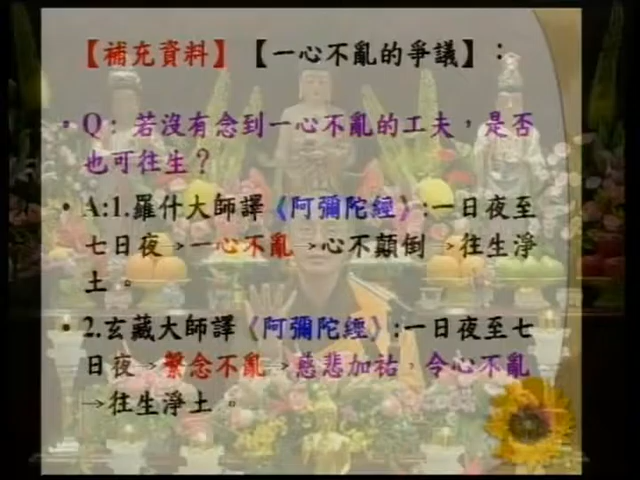 【補充資料】【一心不亂的爭議】：
• Q：若沒有念到一心不亂的工夫，是否
也可往生？
• A:1.羅什大師譯《阿彌陀經》:一日夜至
七日夜→一心不亂→心不顛倒→往生淨
土。
• 2.玄藏大師譯《阿彌陀經》:一日夜至七
日夜→繫念不亂→慈悲加祐，令心不亂
→往生淨土。